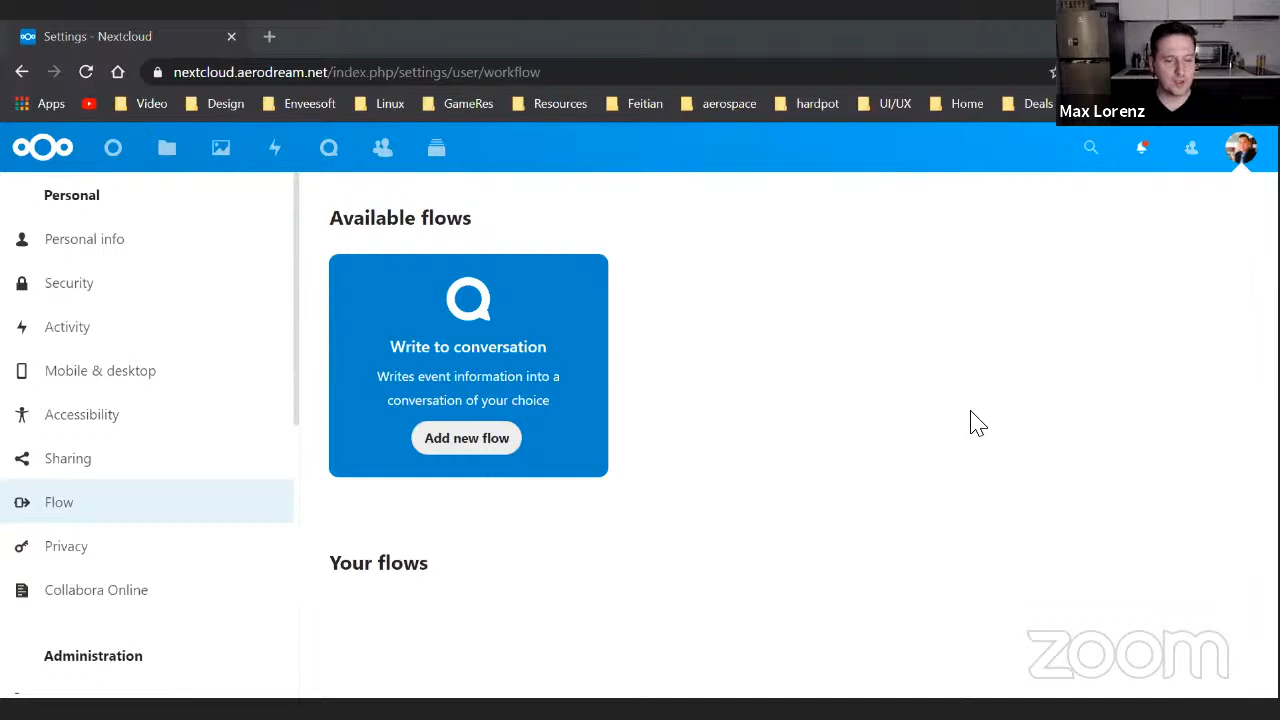 Settings - Nextcloud
nextcloud.aerodream.net/index.php/settings/user/workflow
Apps
Video
Design
Enveesoft
Linux
GameRes
Resources
Feitian
aerospace
hardpot
UI/UX
Home
Deals
Max Lorenz
Personal
Personal info
Security
Activity
Mobile & desktop
Accessibility
Sharing
Flow
Privacy
Collabora Online
Administration
Available flows
Write to conversation
Writes event information into a
conversation of your choice
Add new flow
Your flows
zoom